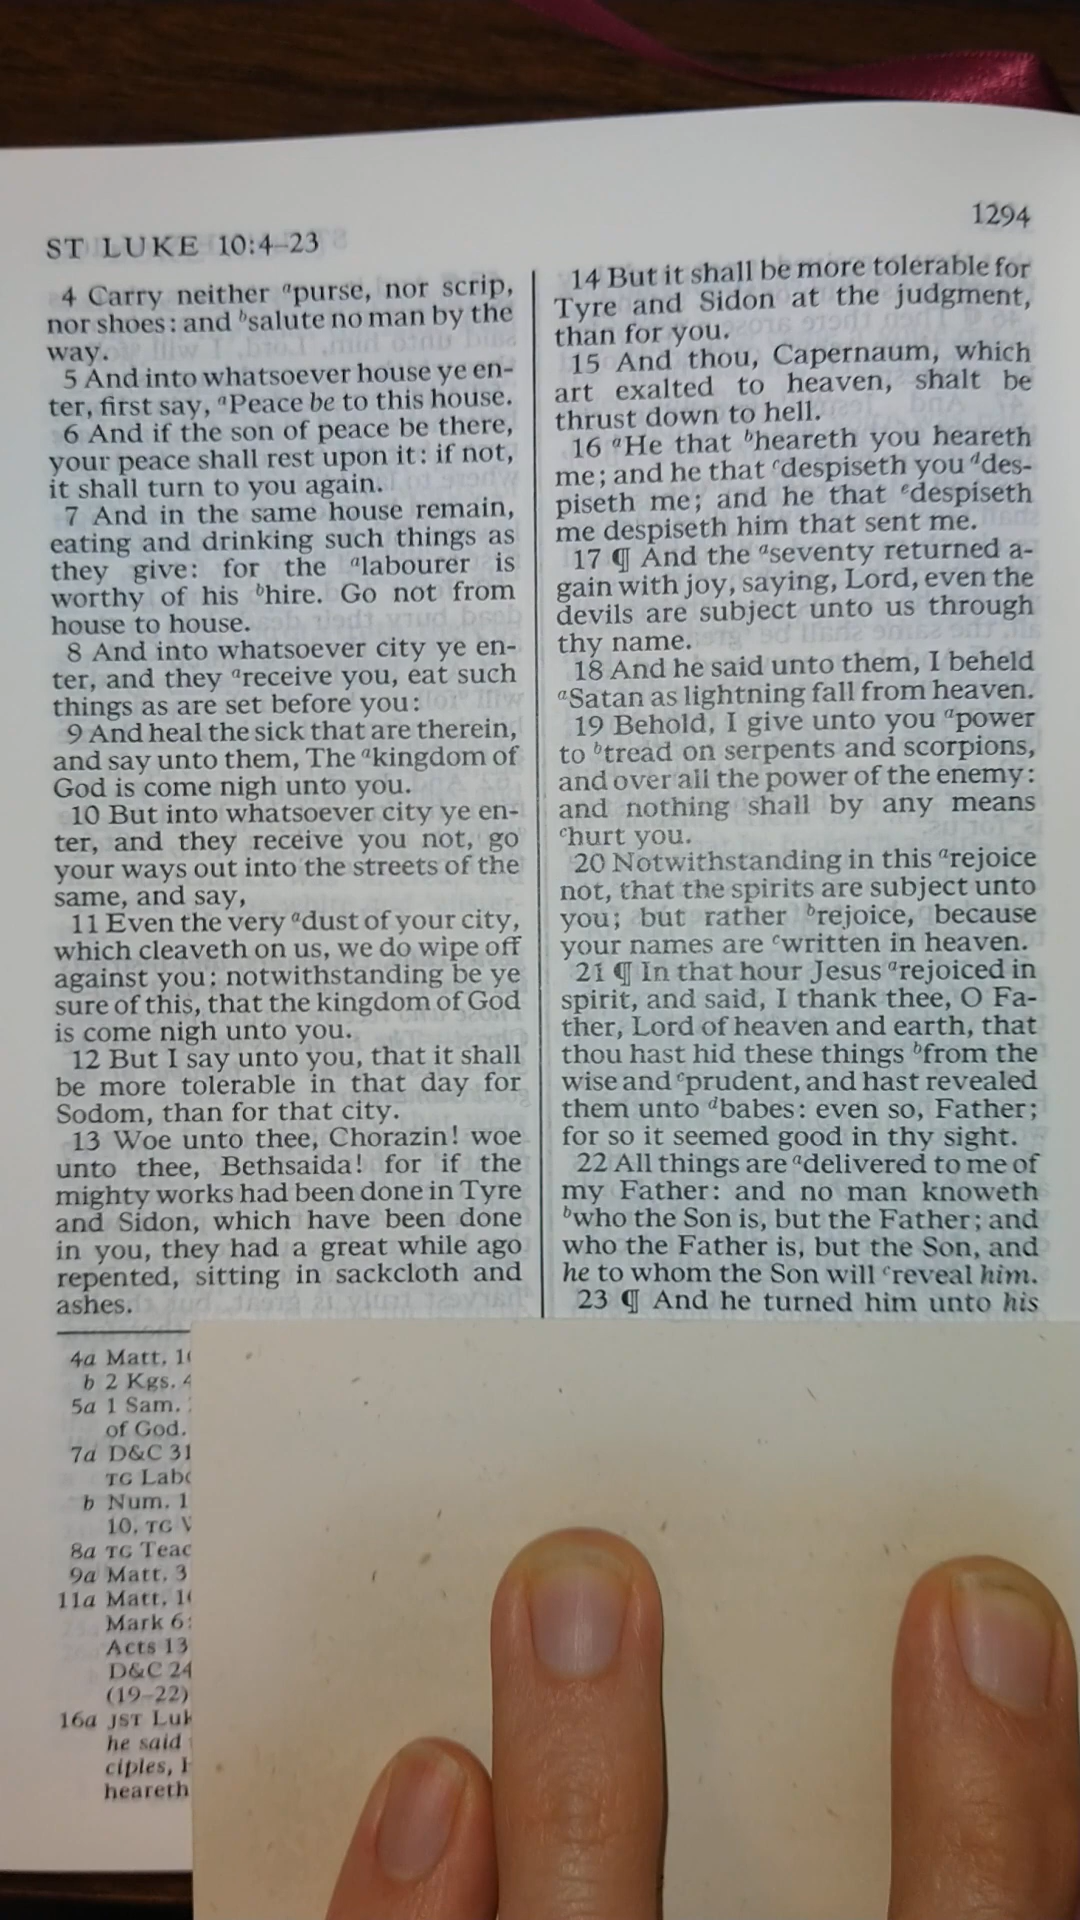 1294
ST LUKE 10:4–23
4 Carry neither ᵃpurse, nor scrip,
nor shoes: and ᵇsalute no man by the
way.
5 And into whatsoever house ye en-
ter, first say, ᵃPeace be to this house.
6 And if the son of peace be there,
your peace shall rest upon it: if not,
it shall turn to you again.
7 And in the same house remain,
eating and drinking such things as
they give: for the ᵃlabourer is
worthy of his ᵇhire. Go not from
house to house.
8 And into whatsoever city ye en-
ter, and they ᵃreceive you, eat such
things as are set before you:
9 And heal the sick that are therein,
and say unto them, The ᵃkingdom of
God is come nigh unto you.
10 But into whatsoever city ye en-
ter, and they receive you not, go
your ways out into the streets of the
same, and say,
11 Even the very ᵃdust of your city,
which cleaveth on us, we do wipe off
against you: notwithstanding be ye
sure of this, that the kingdom of God
is come nigh unto you.
12 But I say unto you, that it shall
be more tolerable in that day for
Sodom, than for that city.
13 Woe unto thee, Chorazin! woe
unto thee, Bethsaida! for if the
mighty works had been done in Tyre
and Sidon, which have been done
in you, they had a great while ago
repented, sitting in sackcloth and
ashes.
14 But it shall be more tolerable for
Tyre and Sidon at the judgment,
than for you.
15 And thou, Capernaum, which
art exalted to heaven, shalt be
thrust down to hell.
16 ᵃHe that ᵇheareth you heareth
me; and he that ᶜdespiseth you ᵈdes-
piseth me; and he that ᵉdespiseth
me despiseth him that sent me.
17 ¶ And the ᵃseventy returned a-
gain with joy, saying, Lord, even the
devils are subject unto us through
thy name.
18 And he said unto them, I beheld
ᵃSatan as lightning fall from heaven.
19 Behold, I give unto you ᵃpower
to ᵇtread on serpents and scorpions,
and over all the power of the enemy:
and nothing shall by any means
ᶜhurt you.
20 Notwithstanding in this ᵃrejoice
not, that the spirits are subject unto
you; but rather ᵇrejoice, because
your names are ᶜwritten in heaven.
21 ¶ In that hour Jesus ᵃrejoiced in
spirit, and said, I thank thee, O Fa-
ther, Lord of heaven and earth, that
thou hast hid these things ᵇfrom the
wise and ᶜprudent, and hast revealed
them unto ᵈbabes: even so, Father;
for so it seemed good in thy sight.
22 All things are ᵃdelivered to me of
my Father: and no man knoweth
ᵇwho the Son is, but the Father; and
who the Father is, but the Son, and
he to whom the Son will ᶜreveal him.
23 ¶ And he turned him unto his
4a Matt.
b 2 Kgs.
5a 1 Sam.
of God.
7a D&C 31
TG
b Num. 1
10. TG
8a TG
9a Matt. 3
11a Matt.
Mark 6:
Acts 13
D&C 24
(19–22)
16a JST
he said
ciples,
heareth